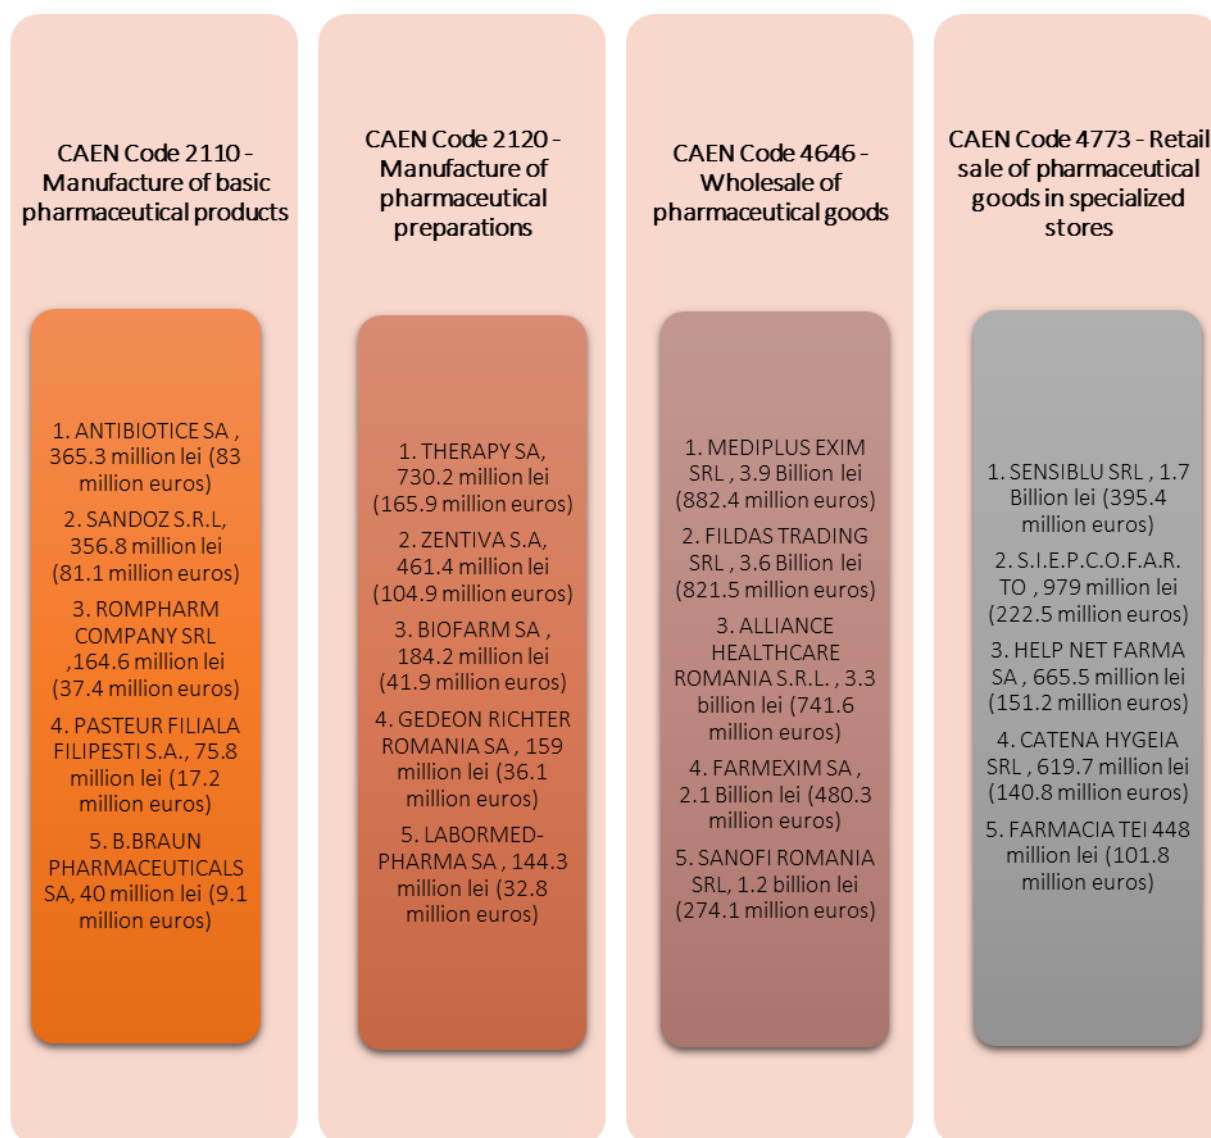 CAEN Code 2110 -
Manufacture of basic
pharmaceutical products
1. ANTIBIOTICE SA ,
365.3 million lei (83
million euros)
2. SANDOZ S.R.L,
356.8 million lei
(81.1 million euros)
3. ROMPHARM
COMPANY SRL
,164.6 million lei
(37.4 million euros)
4. PASTEUR FILIALA
FILIPESTI S.A., 75.8
million lei (17.2
million euros)
5. B.BRAUN
PHARMACEUTICALS
SA, 40 million lei (9.1
million euros)
CAEN Code 2120 -
Manufacture of
pharmaceutical
preparations
1. THERAPY SA,
730.2 million lei
(165.9 million euros)
2. ZENTIVA S.A,
461.4 million lei
(104.9 million euros)
3. BIOFARM SA ,
184.2 million lei
(41.9 million euros)
4. GEDEON RICHTER
ROMANIA SA , 159
million lei (36.1
million euros)
5. LABORMED-
PHARMA SA , 144.3
million lei (32.8
million euros)
CAEN Code 4646 -
Wholesale of
pharmaceutical goods
1. MEDIPLUS EXIM
SRL , 3.9 Billion lei
(882.4 million euros)
2. FILDAS TRADING
SRL , 3.6 Billion lei
(821.5 million euros)
3. ALLIANCE
HEALTHCARE
ROMANIA S.R.L. , 3.3
billion lei (741.6
million euros)
4. FARMEXIM SA ,
2.1 Billion lei (480.3
million euros)
5. SANOFI ROMANIA
SRL, 1.2 billion lei
(274.1 million euros)
CAEN Code 4773 - Retail
sale of pharmaceutical
goods in specialized
stores
1. SENSIBLU SRL , 1.7
Billion lei (395.4
million euros)
2. S.I.E.P.C.O.F.A.R.
TO , 979 million lei
(222.5 million euros)
3. HELP NET FARMA
SA , 665.5 million lei
(151.2 million euros)
4. CATENA HYGEIA
SRL , 619.7 million lei
(140.8 million euros)
5. FARMACIA TEI 448
million lei (101.8
million euros)